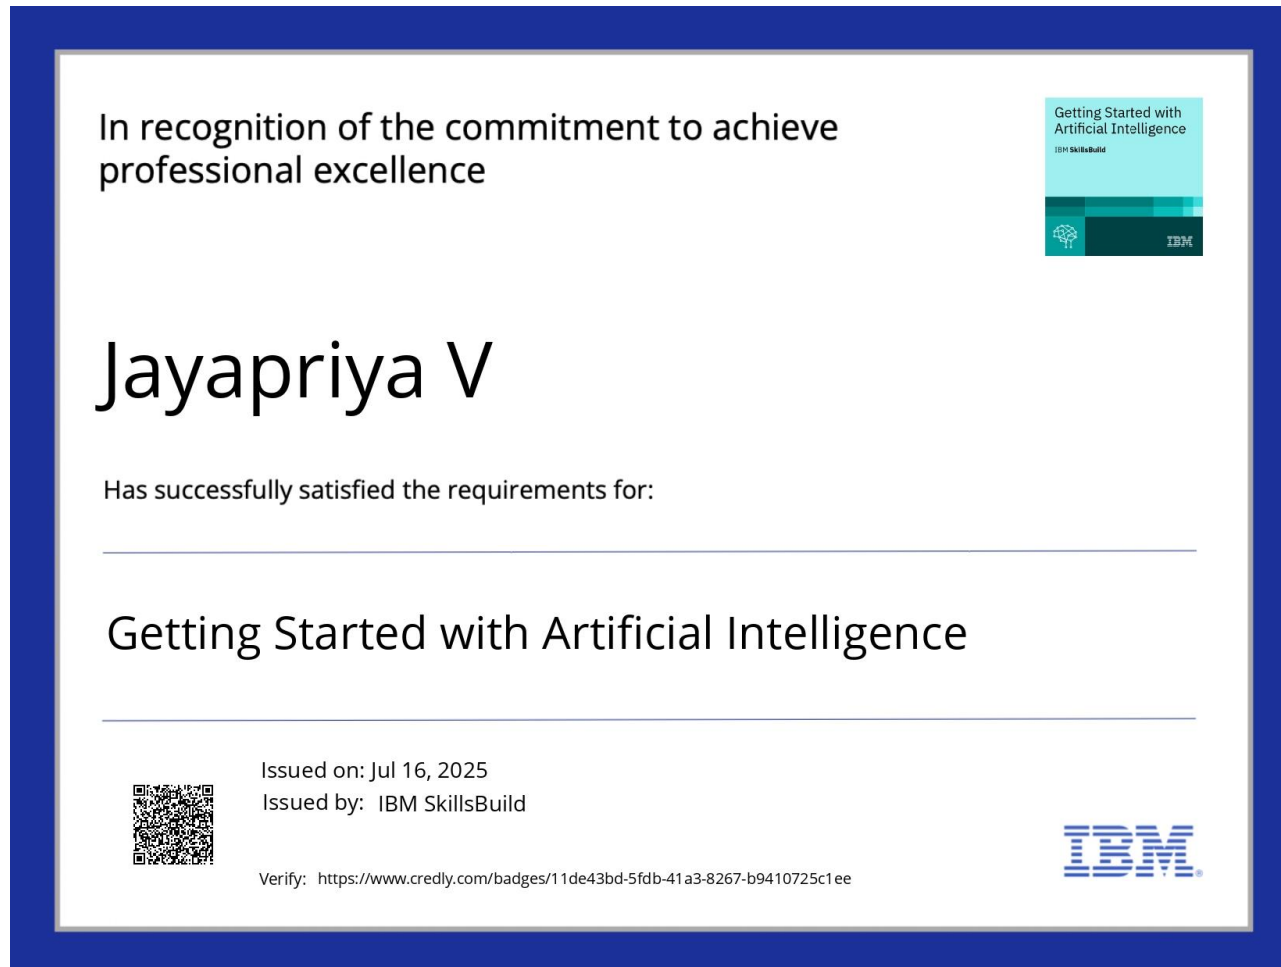 In recognition of the commitment to achieve
professional excellence
Getting Started with
Artificial Intelligence
IBM SkillsBuild
IBM
Jayapriya V
Has successfully satisfied the requirements for:
Getting Started with Artificial Intelligence
Issued on: Jul 16, 2025
Issued by: IBM SkillsBuild
Verify: https://www.credly.com/badges/11de43bd-5fdb-41a3-8267-b9410725c1ee
IBM®